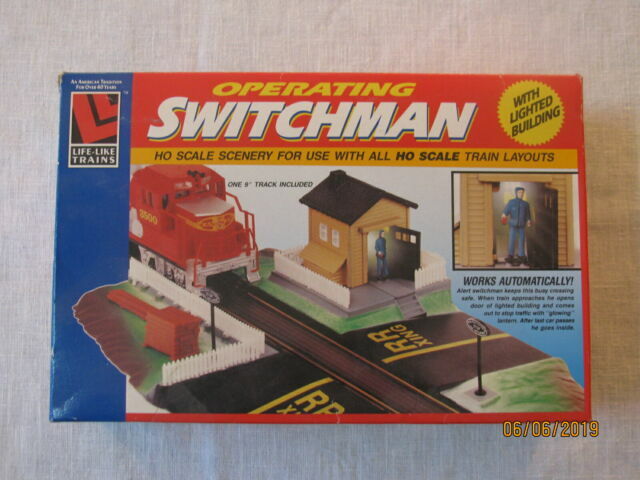 AN AMERICAN TRADITION
FOR OVER 40 YEARS
LIFE-LIKE
TRAINS
OPERATING
SWITCHMAN
WITH
LIGHTED
BUILDING
HO SCALE SCENERY FOR USE WITH ALL HO SCALE TRAIN LAYOUTS
ONE 9" TRACK INCLUDED
3500
WORKS AUTOMATICALLY!
Alert switchman keeps this busy crossing
safe. When train approaches he opens
door of lighted building and comes
out to stop traffic with "glowing"
lantern. After last car passes
he goes inside.
RR
XING
RR
06/06/2019